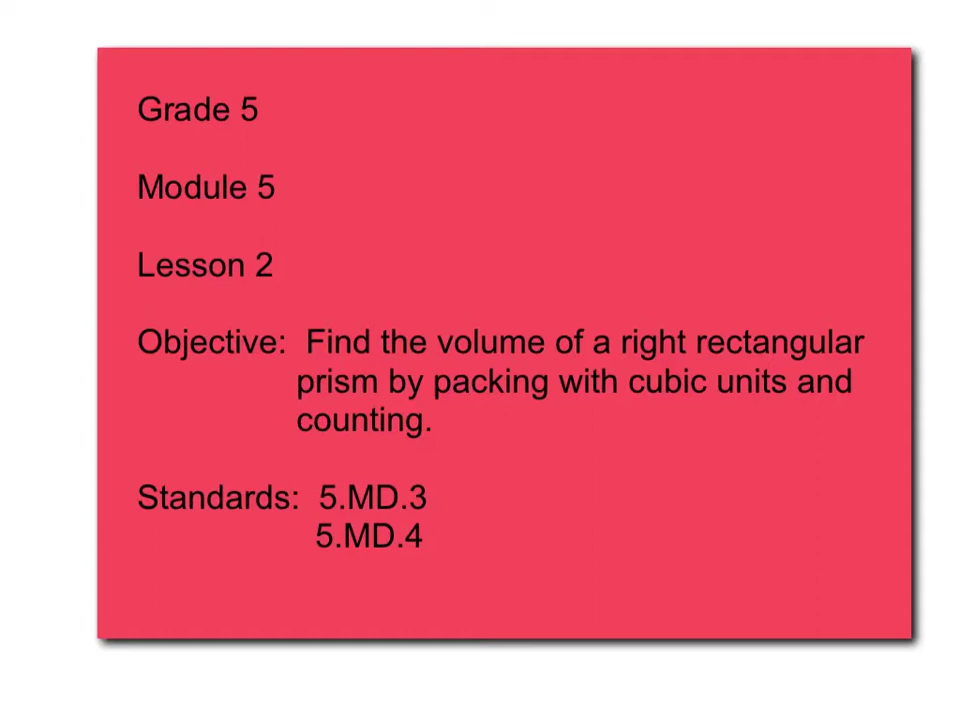 Grade 5
Module 5
Lesson 2
Objective: Find the volume of a right rectangular
prism by packing with cubic units and
counting.
Standards: 5.MD.3
5.MD.4